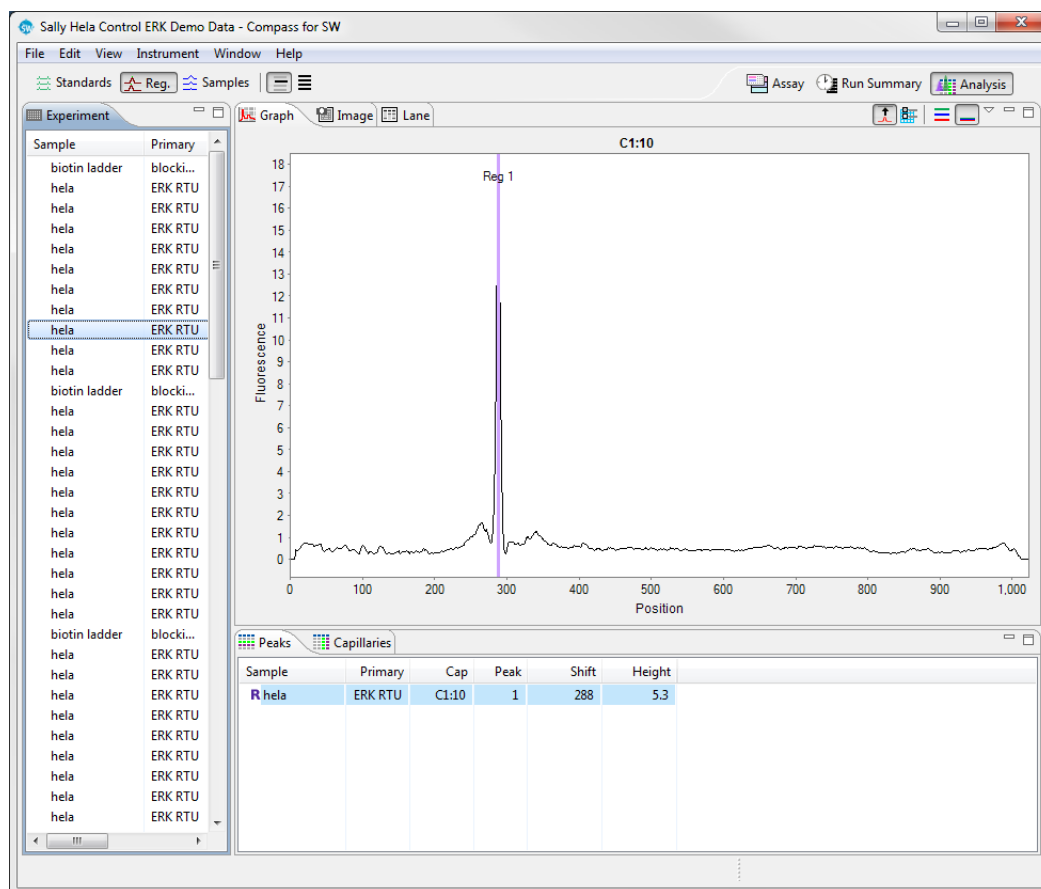 Sally Hela Control ERK Demo Data - Compass for SW
File Edit View Instrument Window Help
Standards Reg. Samples Assay Run Summary Analysis
Experiment
Sample Primary
biotin ladder blocki...
hela ERK RTU
hela ERK RTU
hela ERK RTU
hela ERK RTU
hela ERK RTU
hela ERK RTU
hela ERK RTU
hela ERK RTU
hela ERK RTU
hela ERK RTU
biotin ladder blocki...
hela ERK RTU
hela ERK RTU
hela ERK RTU
hela ERK RTU
hela ERK RTU
hela ERK RTU
hela ERK RTU
hela ERK RTU
hela ERK RTU
hela ERK RTU
hela ERK RTU
biotin ladder blocki...
hela ERK RTU
hela ERK RTU
hela ERK RTU
hela ERK RTU
hela ERK RTU
hela ERK RTU
hela ERK RTU
hela ERK RTU
hela ERK RTU
Graph Image Lane
C1:10
Reg 1
18
17
16
15
14
13
12
11
10
9
8
7
6
5
4
3
2
1
0
Fluorescence
0 100 200 300 400 500 600 700 800 900 1,000
Position
Peaks Capillaries
Sample Primary Cap Peak Shift Height
R hela ERK RTU C1:10 1 288 5.3